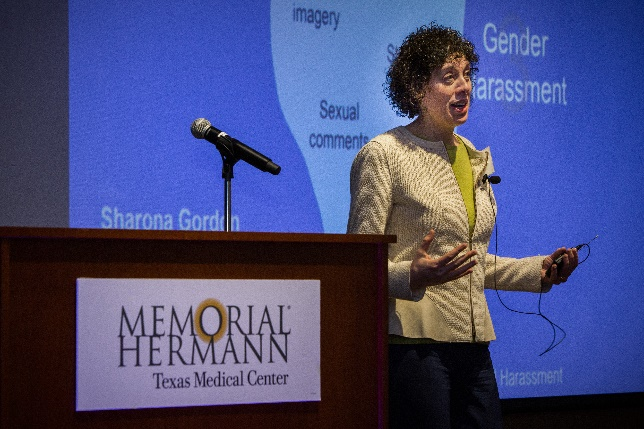 imagery
Gender
Harassment
Sexual
comments
Sharona Gordon
MEMORIAL®
HERMANN
Texas Medical Center
Harassment